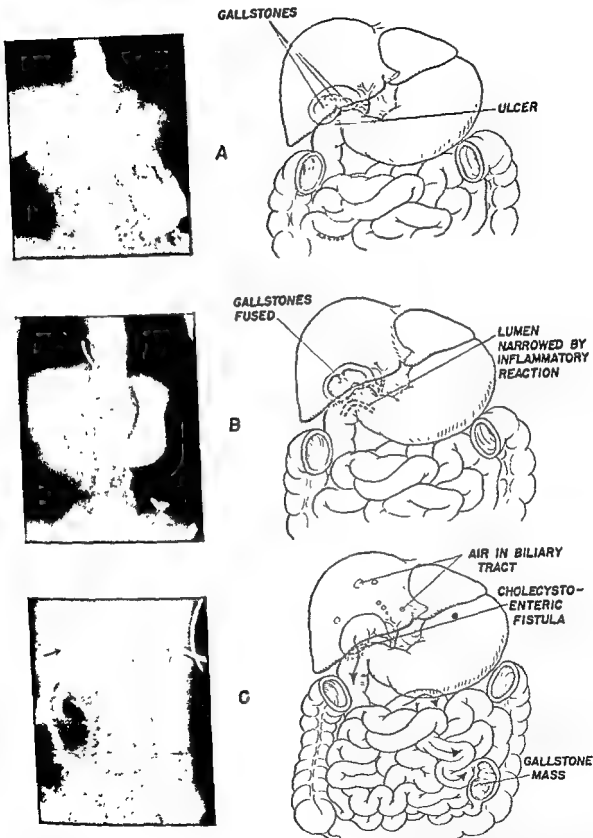 GALLSTONES
ULCER
A
GALLSTONES
FUSED
LUMEN
NARROWED BY
INFLAMMATORY
REACTION
B
AIR IN BILIARY
TRACT
CHOLECYSTO-
ENTERIC
FISTULA
C
GALLSTONE
MASS